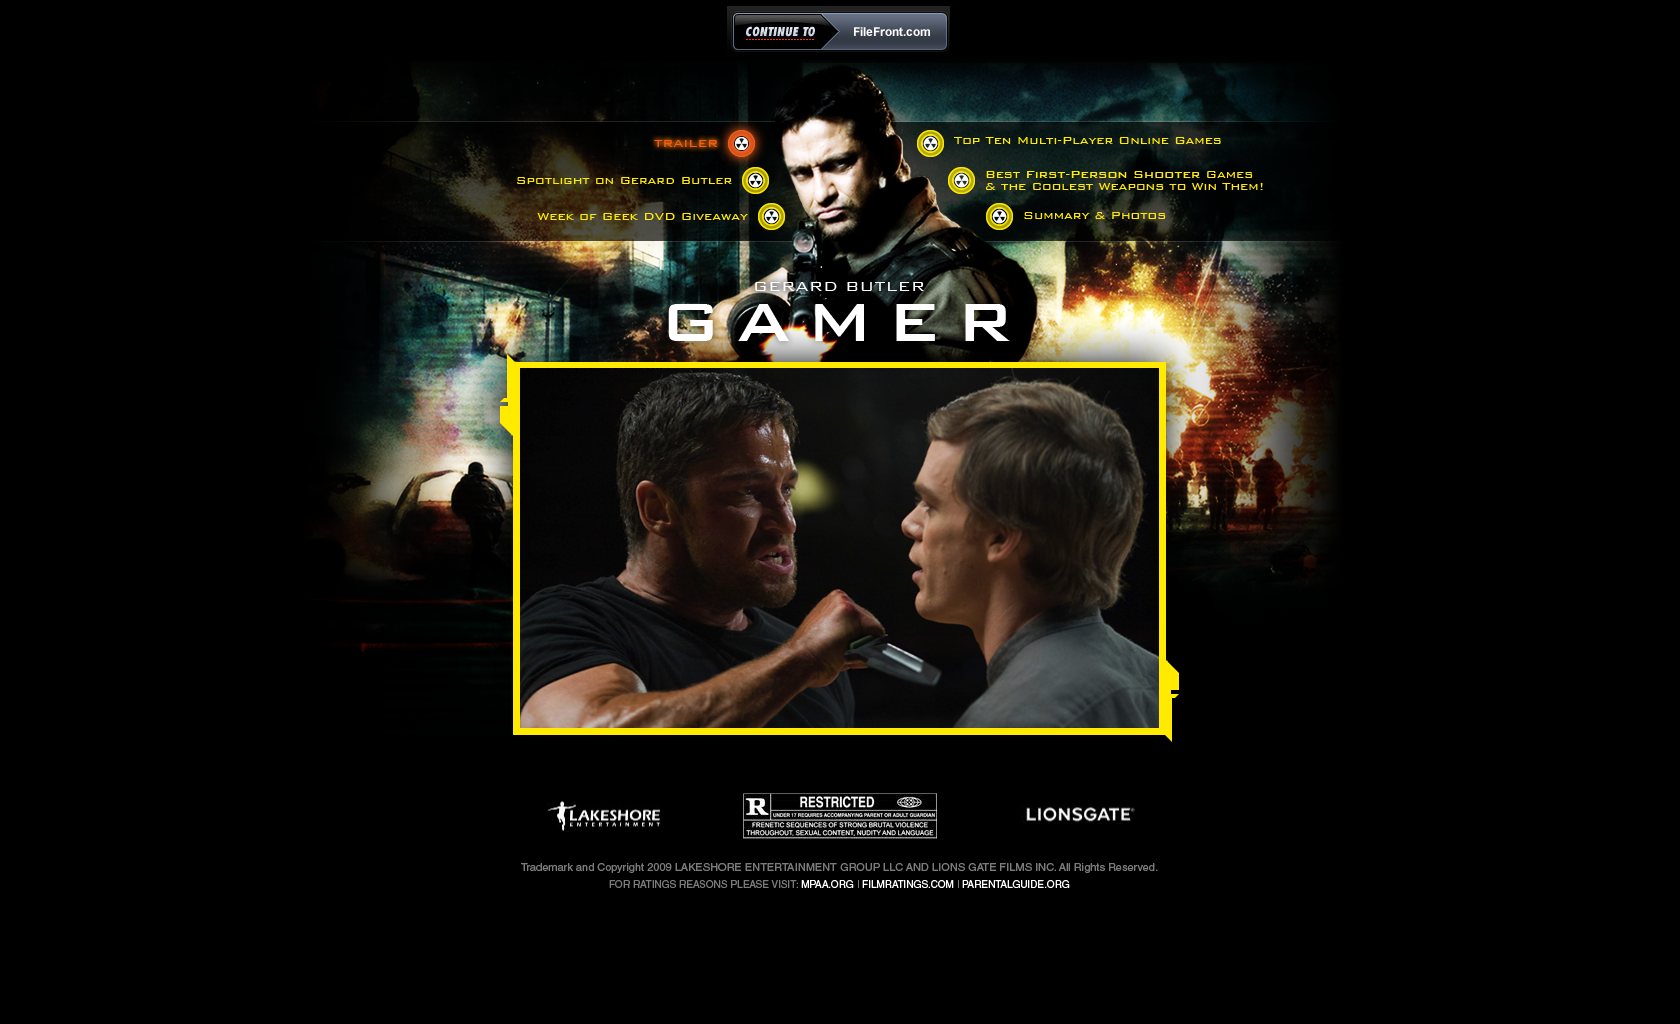 CONTINUE TO FileFront.com
TRAILER
Spotlight on Gerard Butler
Week of Geek DVD Giveaway
Top Ten Multi-Player Online Games
Best First-Person Shooter Games
& the Coolest Weapons to Win Them!
Summary & Photos
GERARD BUTLER
GAMER
LAKESHORE
ENTERTAINMENT
R RESTRICTED
UNDER 17 REQUIRES ACCOMPANYING PARENT OR ADULT GUARDIAN
FRENETIC SEQUENCES OF STRONG BRUTAL VIOLENCE
THROUGHOUT, SEXUAL CONTENT, NUDITY AND LANGUAGE
LIONSGATE
Trademark and Copyright 2009 LAKESHORE ENTERTAINMENT GROUP LLC AND LIONS GATE FILMS INC. All Rights Reserved.
FOR RATINGS REASONS PLEASE VISIT: MPAA.ORG | FILMRATINGS.COM | PARENTALGUIDE.ORG